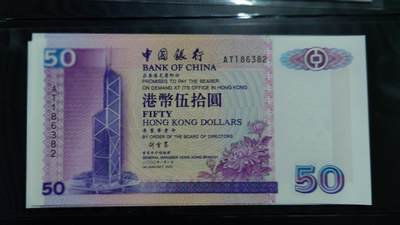 50
中國銀行
BANK OF CHINA
AT186382
PROMISES TO PAY THE BEARER
ON DEMAND AT ITS OFFICE IN HONG KONG
港幣伍拾圓
FIFTY
HONG KONG DOLLARS
BY ORDER OF THE BOARD OF DIRECTORS
GENERAL MANAGER HONG KONG BRANCH
AT186382
50
50